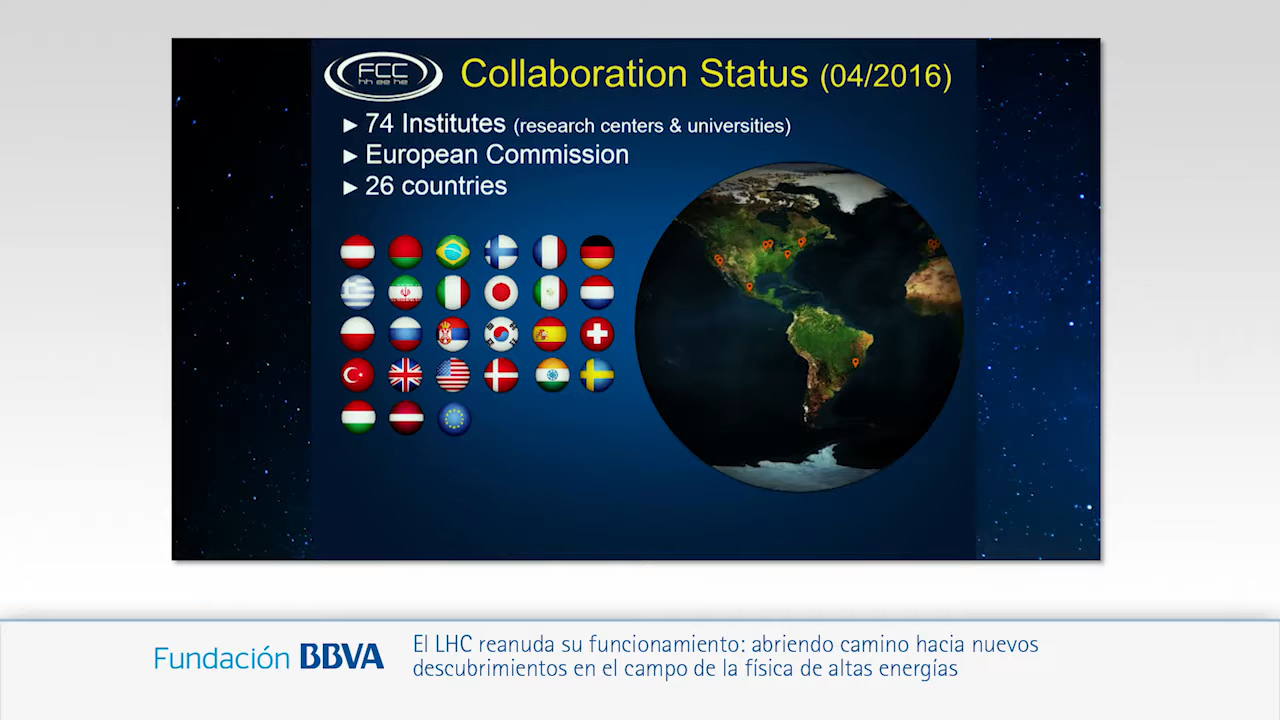 FCC
hh ee he
Collaboration Status (04/2016)
► 74 Institutes (research centers & universities)
► European Commission
► 26 countries
Fundación BBVA
El LHC reanuda su funcionamiento: abriendo camino hacia nuevos
descubrimientos en el campo de la física de altas energías